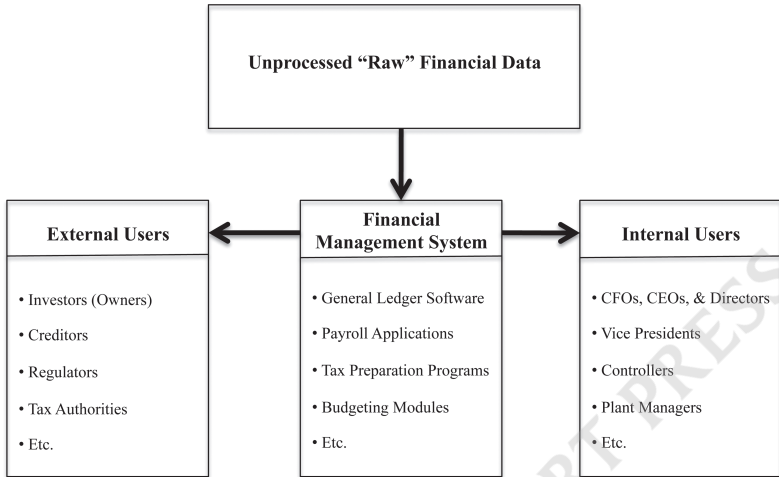 Unprocessed “Raw” Financial Data
External Users
• Investors (Owners)
• Creditors
• Regulators
• Tax Authorities
• Etc.
Financial
Management System
• General Ledger Software
• Payroll Applications
• Tax Preparation Programs
• Budgeting Modules
• Etc.
Internal Users
• CFOs, CEOs, & Directors
• Vice Presidents
• Controllers
• Plant Managers
• Etc.
PRESS